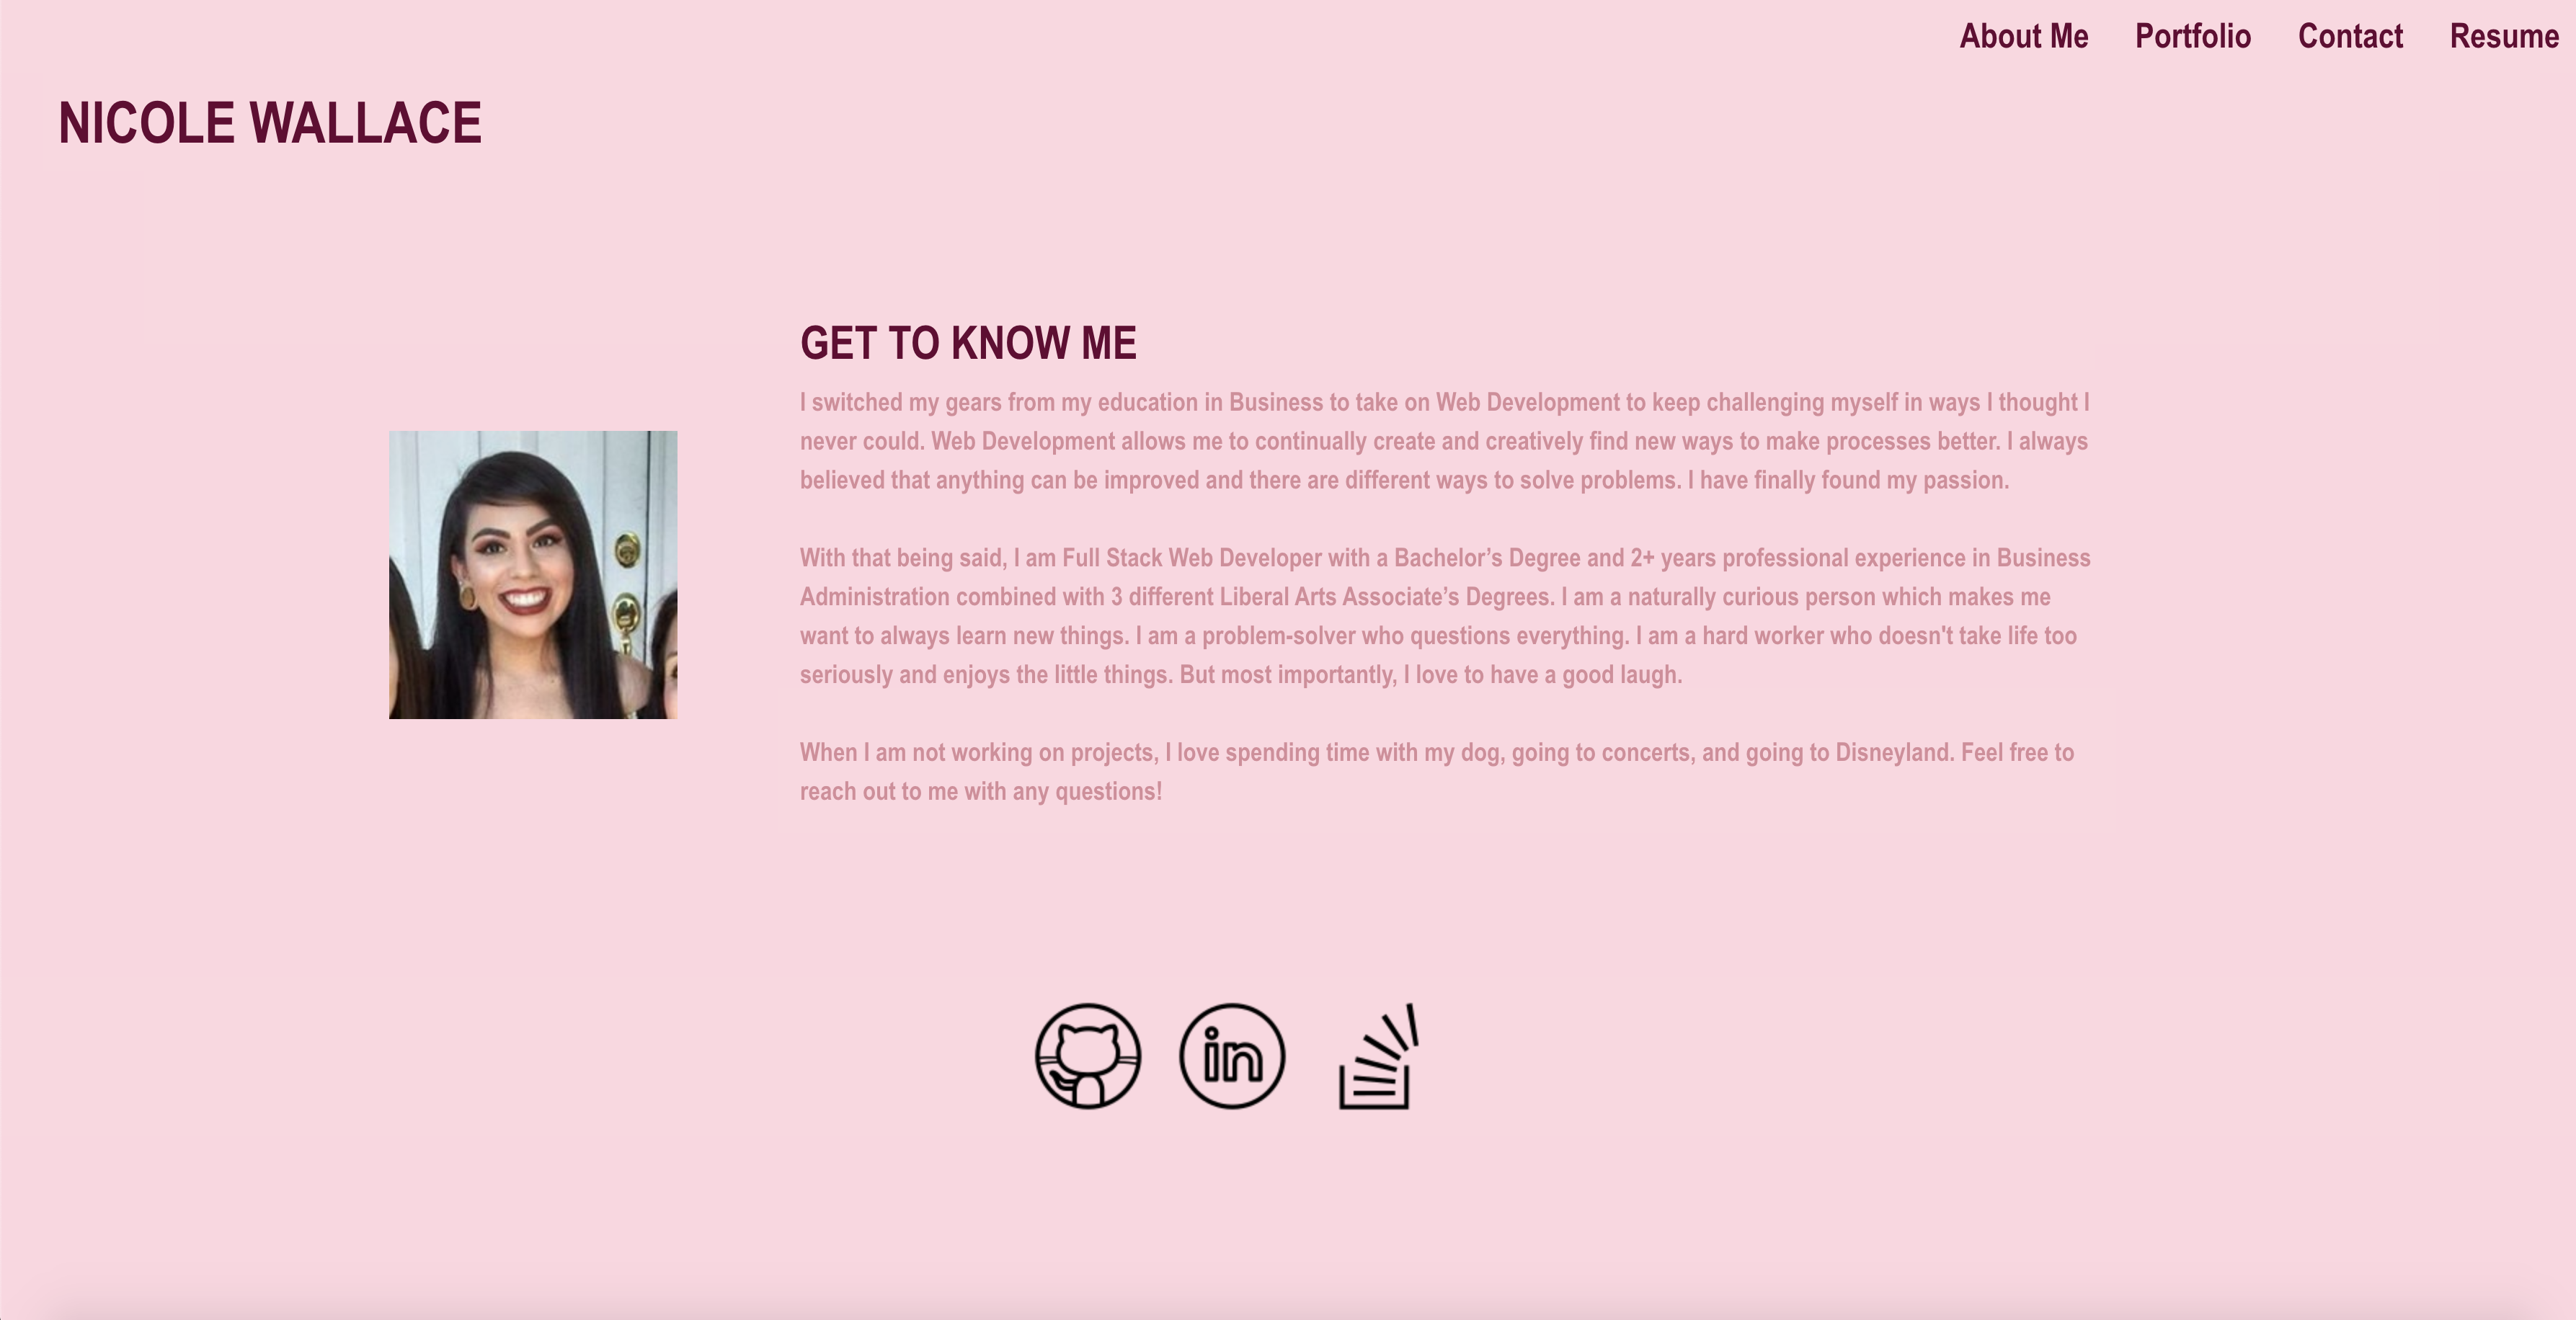 About Me Portfolio Contact Resume
NICOLE WALLACE
GET TO KNOW ME
I switched my gears from my education in Business to take on Web Development to keep challenging myself in ways I thought I
never could. Web Development allows me to continually create and creatively find new ways to make processes better. I always
believed that anything can be improved and there are different ways to solve problems. I have finally found my passion.
With that being said, I am Full Stack Web Developer with a Bachelor’s Degree and 2+ years professional experience in Business
Administration combined with 3 different Liberal Arts Associate’s Degrees. I am a naturally curious person which makes me
want to always learn new things. I am a problem-solver who questions everything. I am a hard worker who doesn't take life too
seriously and enjoys the little things. But most importantly, I love to have a good laugh.
When I am not working on projects, I love spending time with my dog, going to concerts, and going to Disneyland. Feel free to
reach out to me with any questions!
in